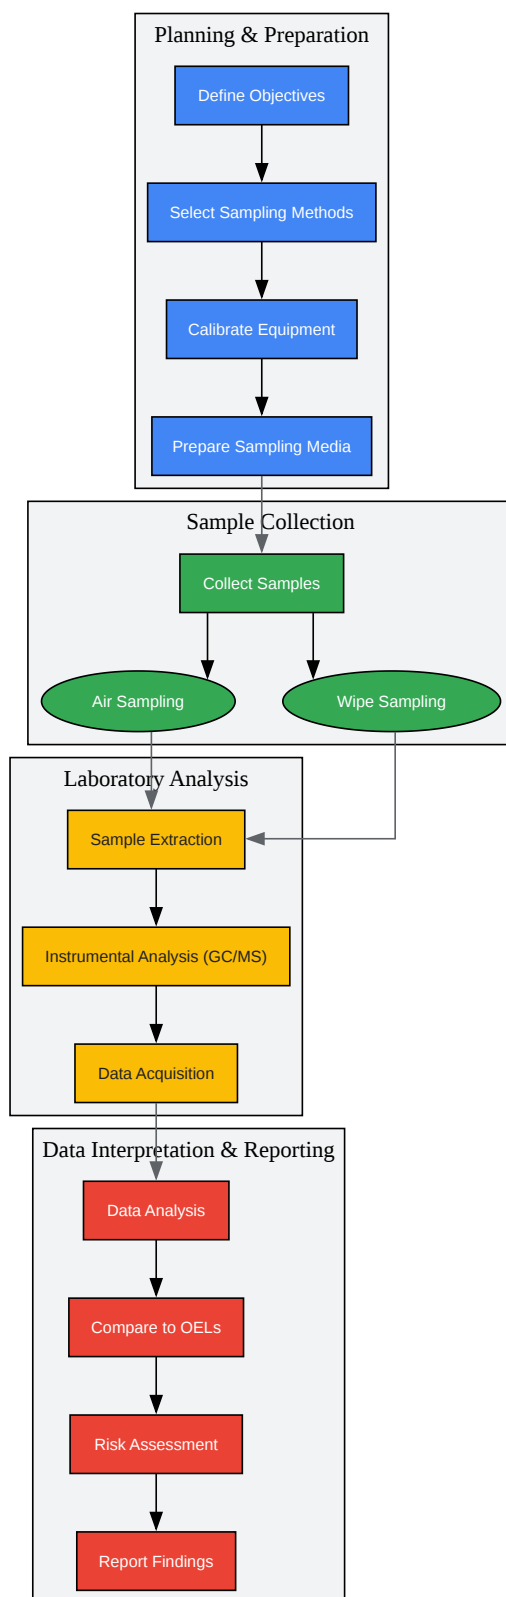 Planning & Preparation
Define Objectives
Select Sampling Methods
Calibrate Equipment
Prepare Sampling Media
Sample Collection
Collect Samples
Air Sampling
Wipe Sampling
Laboratory Analysis
Sample Extraction
Instrumental Analysis (GC/MS)
Data Acquisition
Data Interpretation & Reporting
Data Analysis
Compare to OELs
Risk Assessment
Report Findings